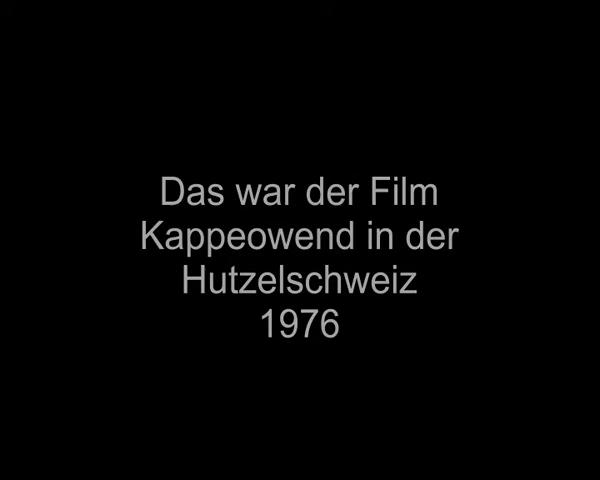 Das war der Film
Kappeowend in der
Hutzelschweiz
1976